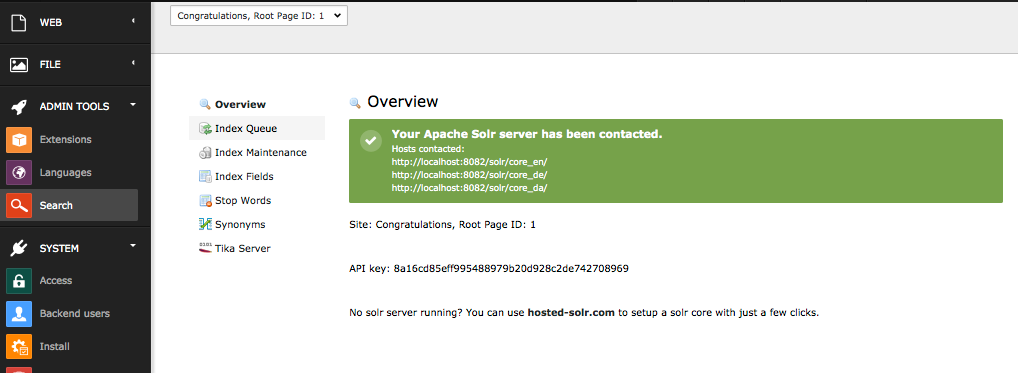 Congratulations, Root Page ID: 1
WEB
FILE
ADMIN TOOLS
Extensions
Languages
Search
SYSTEM
Access
Backend users
Install
Overview
Index Queue
Index Maintenance
Index Fields
Stop Words
Synonyms
Tika Server
Overview
Your Apache Solr server has been contacted.
Hosts contacted:
http://localhost:8082/solr/core_en/
http://localhost:8082/solr/core_de/
http://localhost:8082/solr/core_da/
Site: Congratulations, Root Page ID: 1
API key: 8a16cd85eff995488979b20d928c2de742708969
No solr server running? You can use hosted-solr.com to setup a solr core with just a few clicks.